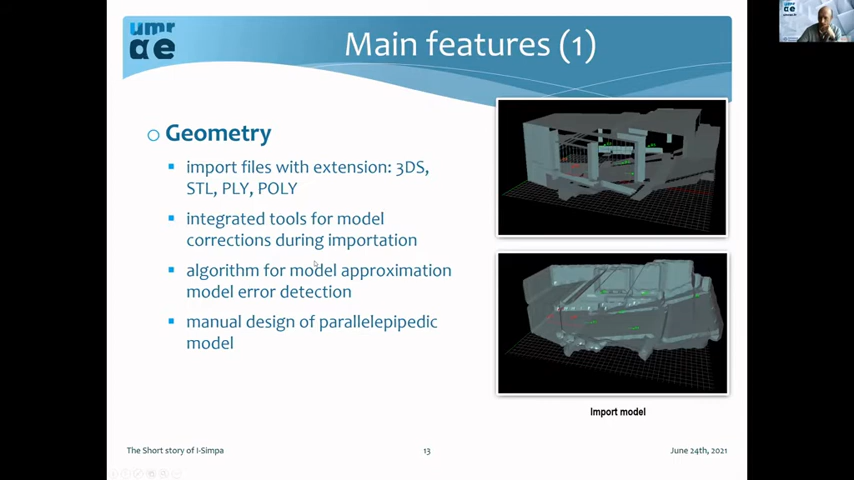 umr
ae
Main features (1)
Geometry
import files with extension: 3DS,
STL, PLY, POLY
integrated tools for model
corrections during importation
algorithm for model approximation
model error detection
manual design of parallelepipedic
model
Import model
The Short story of I-Simpa
13
June 24th, 2021